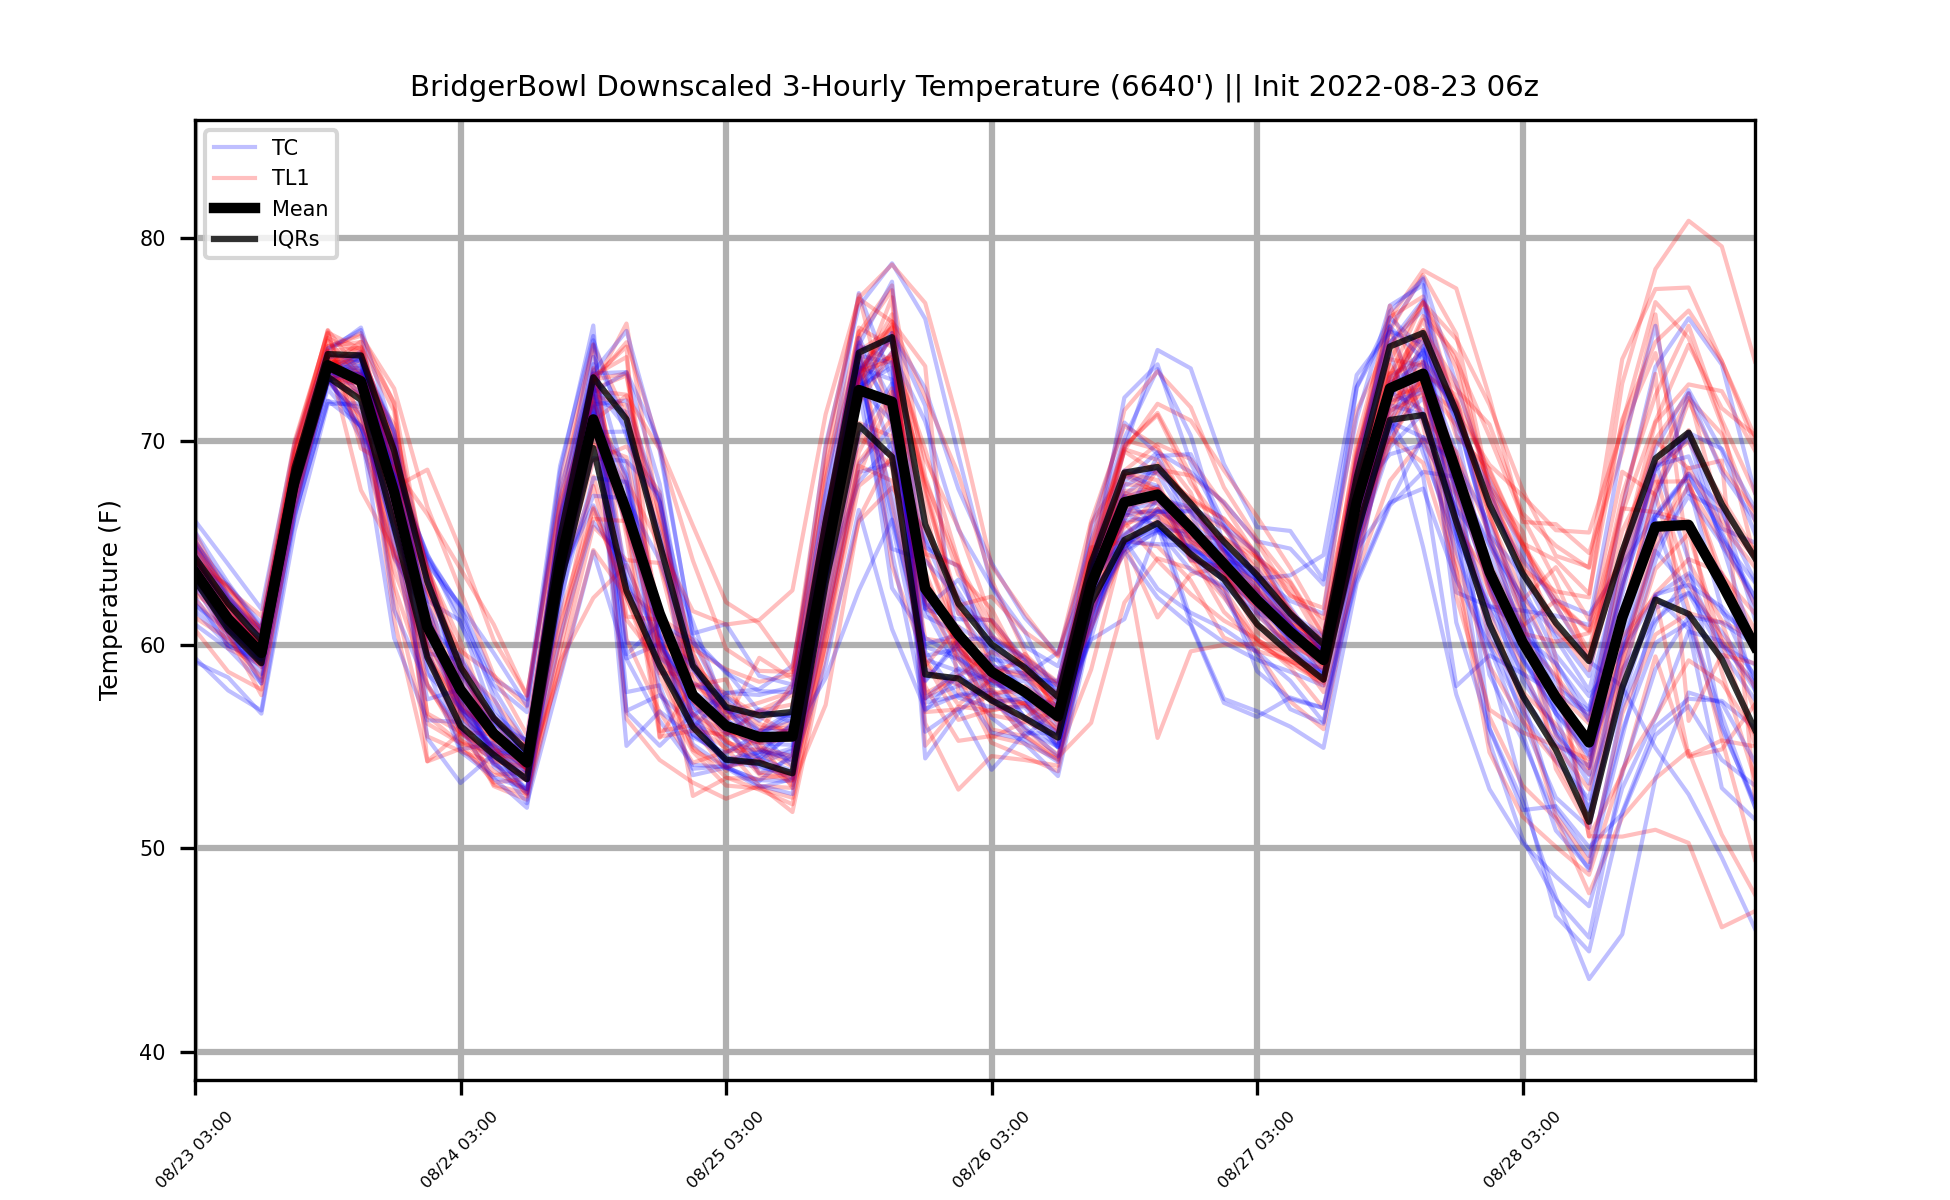 BridgerBowl Downscaled 3-Hourly Temperature (6640') || Init 2022-08-23 06z
TC
TL1
Mean
IQRs
Temperature (F)
80
70
60
50
40
08/23 03:00
08/24 03:00
08/25 03:00
08/26 03:00
08/27 03:00
08/28 03:00